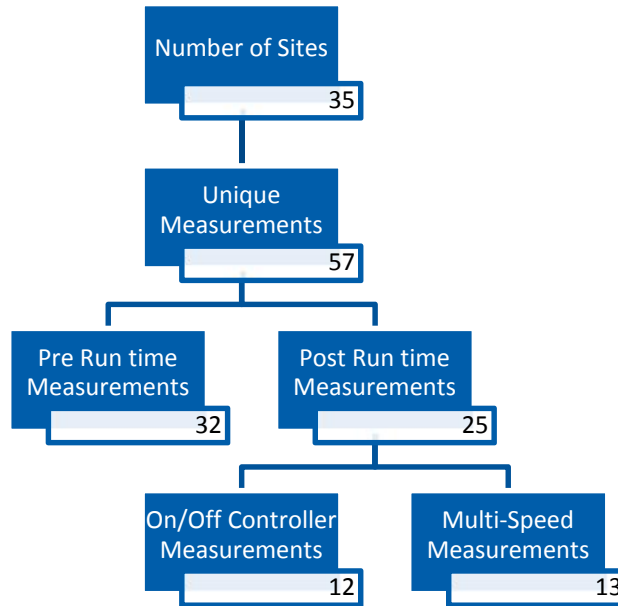 Number of Sites
35
Unique
Measurements
57
Pre Run time
Measurements
32
Post Run time
Measurements
25
On/Off Controller
Measurements
12
Multi-Speed
Measurements
13